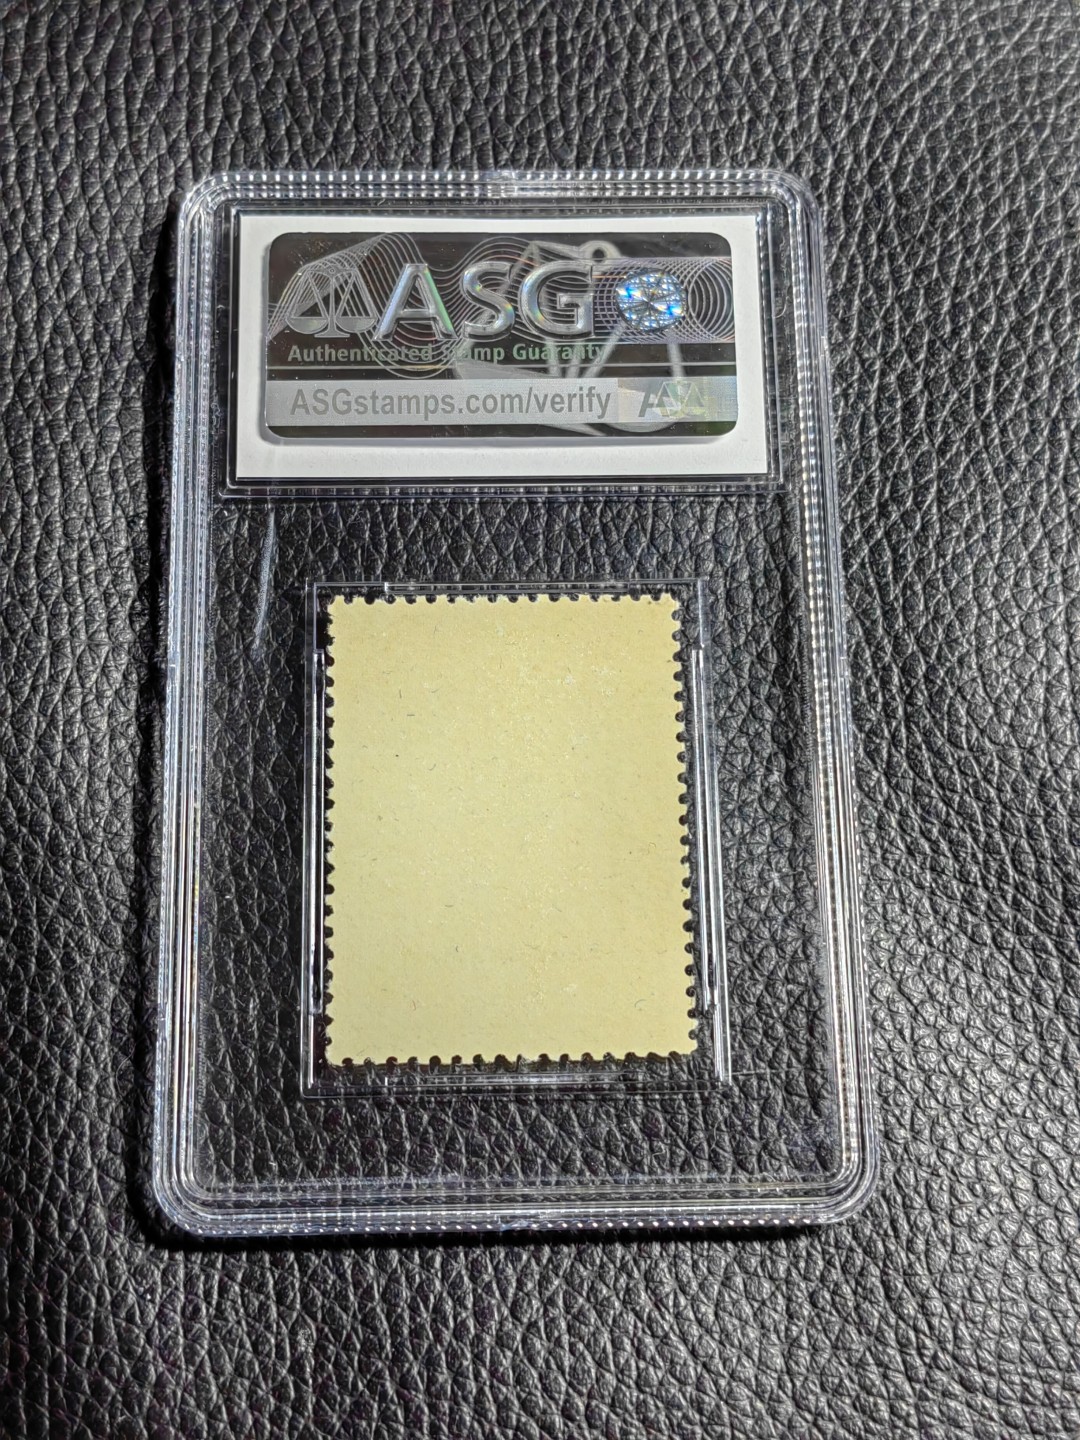 ASG
Authenticated Stamp Guaranty
ASGstamps.com/verify